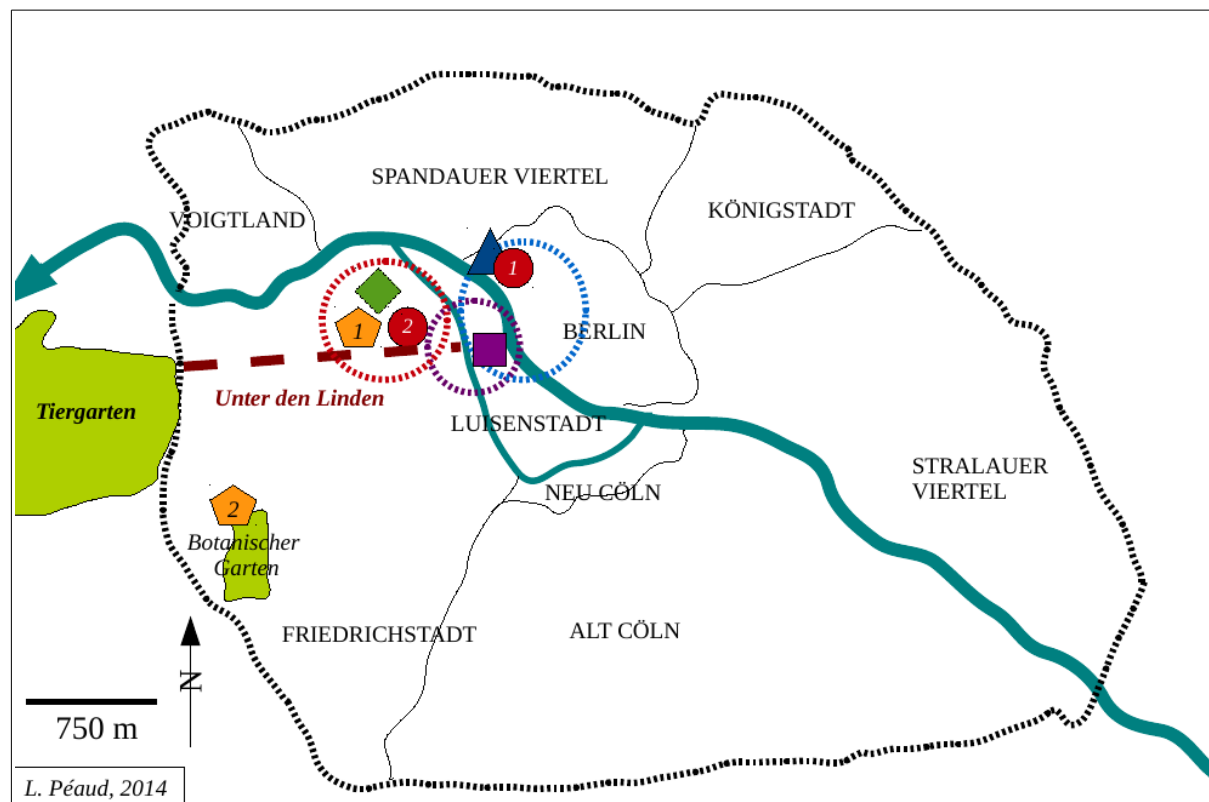 SPANDAUER VIERTEL
VOIGTLAND
KÖNIGSTADT
1
1
2
BERLIN
Unter den Linden
Tiergarten
LUISENSTADT
STRALAUER
VIERTEL
NEU CÖLN
2
Botanischer
Garten
FRIEDRICHSTADT
ALT CÖLN
N
750 m
L. Péaud, 2014